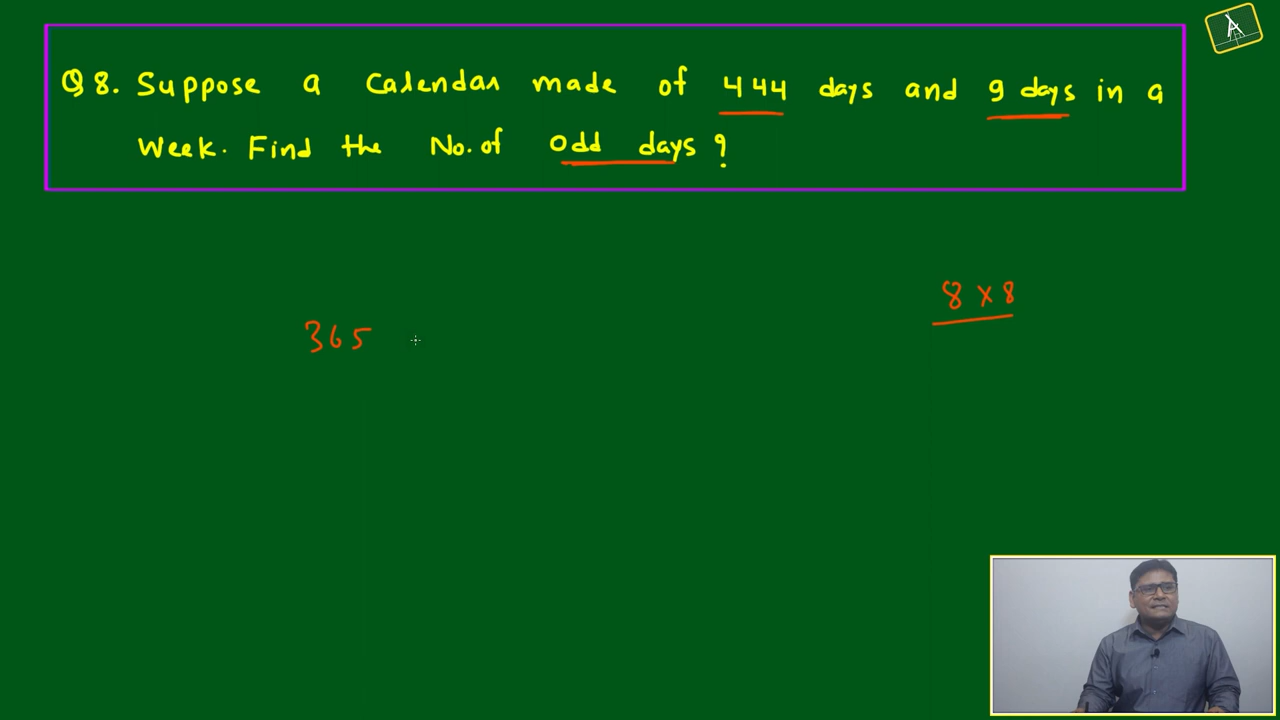 Q 8. Suppose a Calendar made of 444 days and 9 days in a
Week. Find the No. of Odd days ?
8 x 8
365